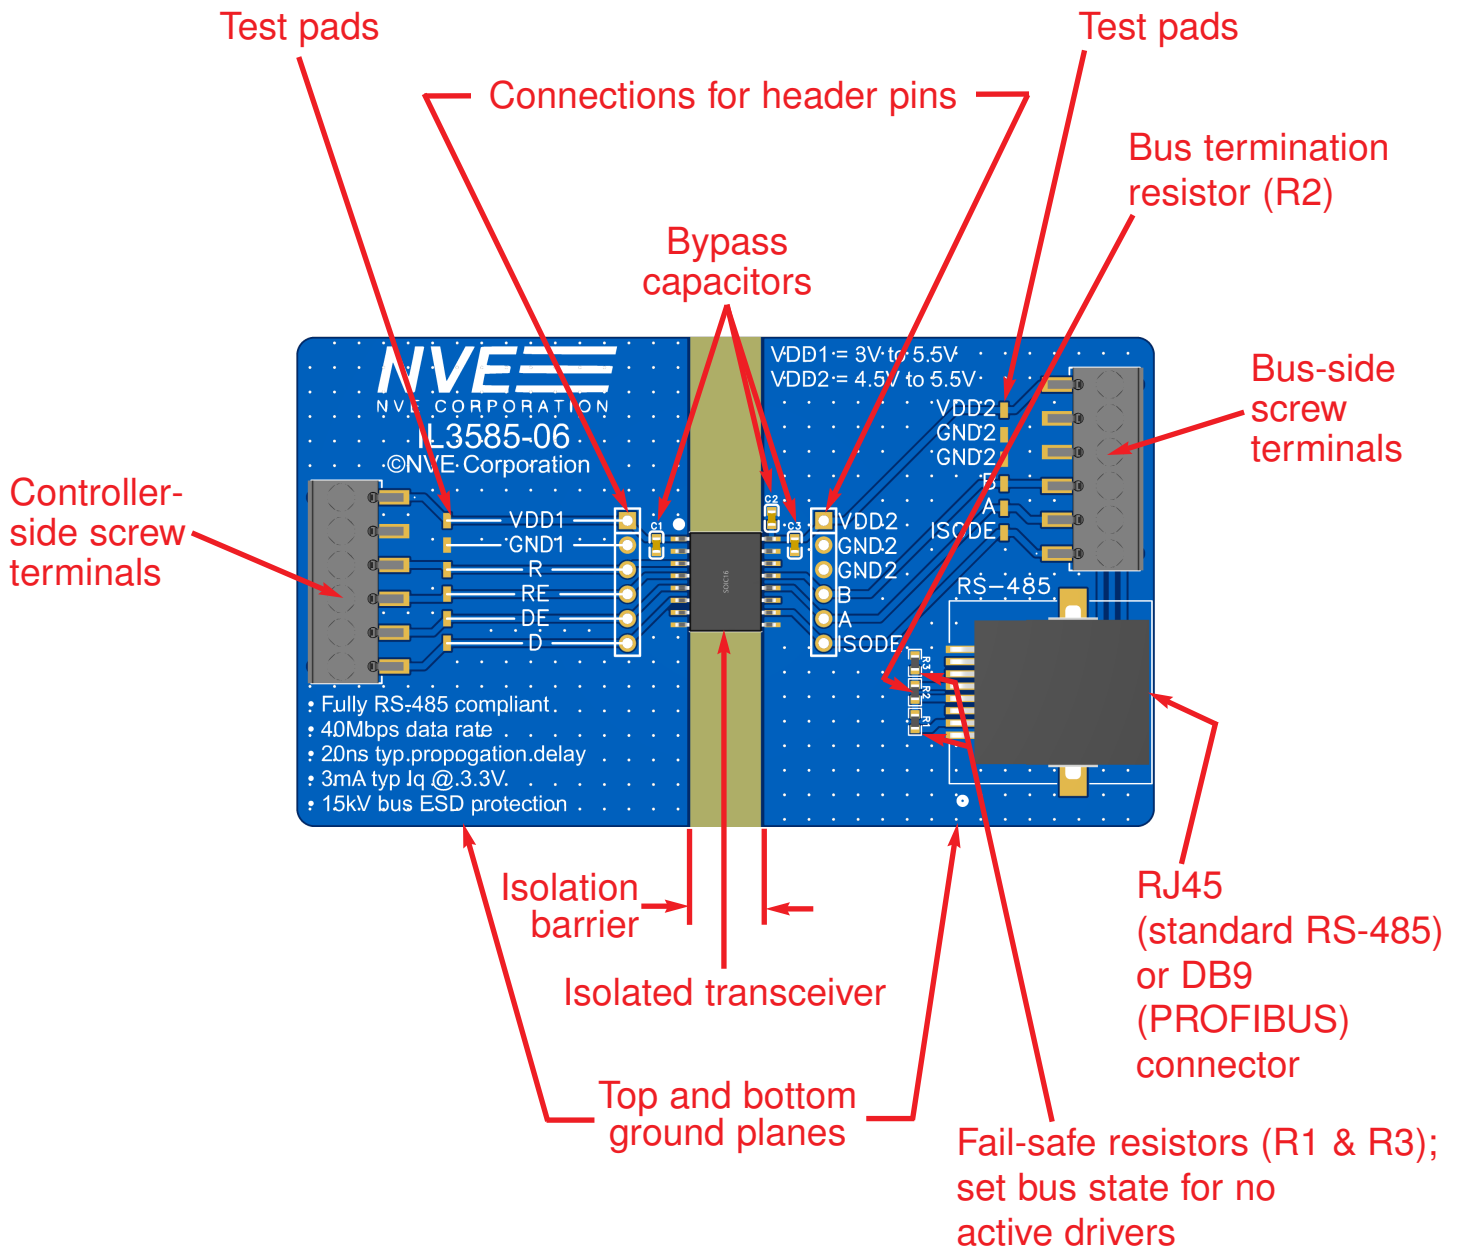 Test pads
Test pads
Connections for header pins
Bus termination
resistor (R2)
Bypass
capacitors
NVE
NVE CORPORATION
IL3585-06
©NVE Corporation
VDD1 = 3V to 5.5V
VDD2 = 4.5V to 5.5V
Bus-side
screw
terminals
VDD2
GND2
GND2
B
A
ISODE
Controller-
side screw
terminals
VDD1
GND1
R
RE
DE
D
C1
C2
C3
SOIC16
VDD2
GND2
GND2
B
A
ISODE
RS-485
R3
R2
R1
• Fully RS-485 compliant
• 40Mbps data rate
• 20ns typ propogation delay
• 3mA typ Iq @ 3.3V
• 15kV bus ESD protection
Isolation
barrier
Isolated transceiver
RJ45
(standard RS-485)
or DB9
(PROFIBUS)
connector
Top and bottom
ground planes
Fail-safe resistors (R1 & R3);
set bus state for no
active drivers